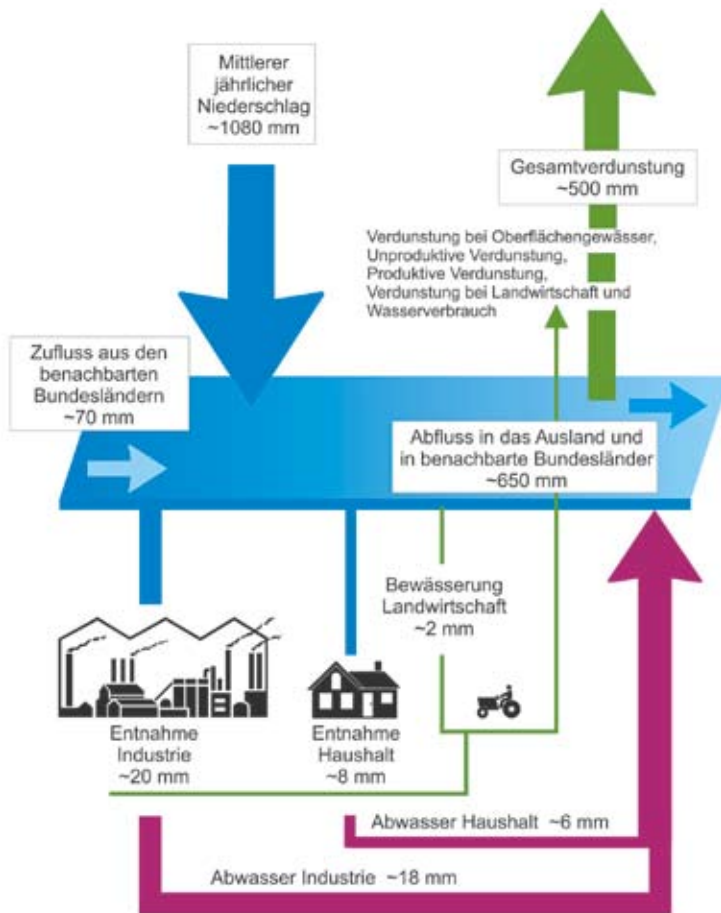 Mittlerer
jährlicher
Niederschlag
~1080 mm
Gesamtverdunstung
~500 mm
Verdunstung bei Oberflächengewässer,
Unproduktive Verdunstung,
Produktive Verdunstung,
Verdunstung bei Landwirtschaft und
Wasserverbrauch
Zufluss aus den
benachbarten
Bundesländern
~70 mm
Abfluss in das Ausland und
in benachbarte Bundesländer
~650 mm
Bewässerung
Landwirtschaft
~2 mm
Entnahme
Industrie
~20 mm
Entnahme
Haushalt
~8 mm
Abwasser Haushalt ~6 mm
Abwasser Industrie ~18 mm